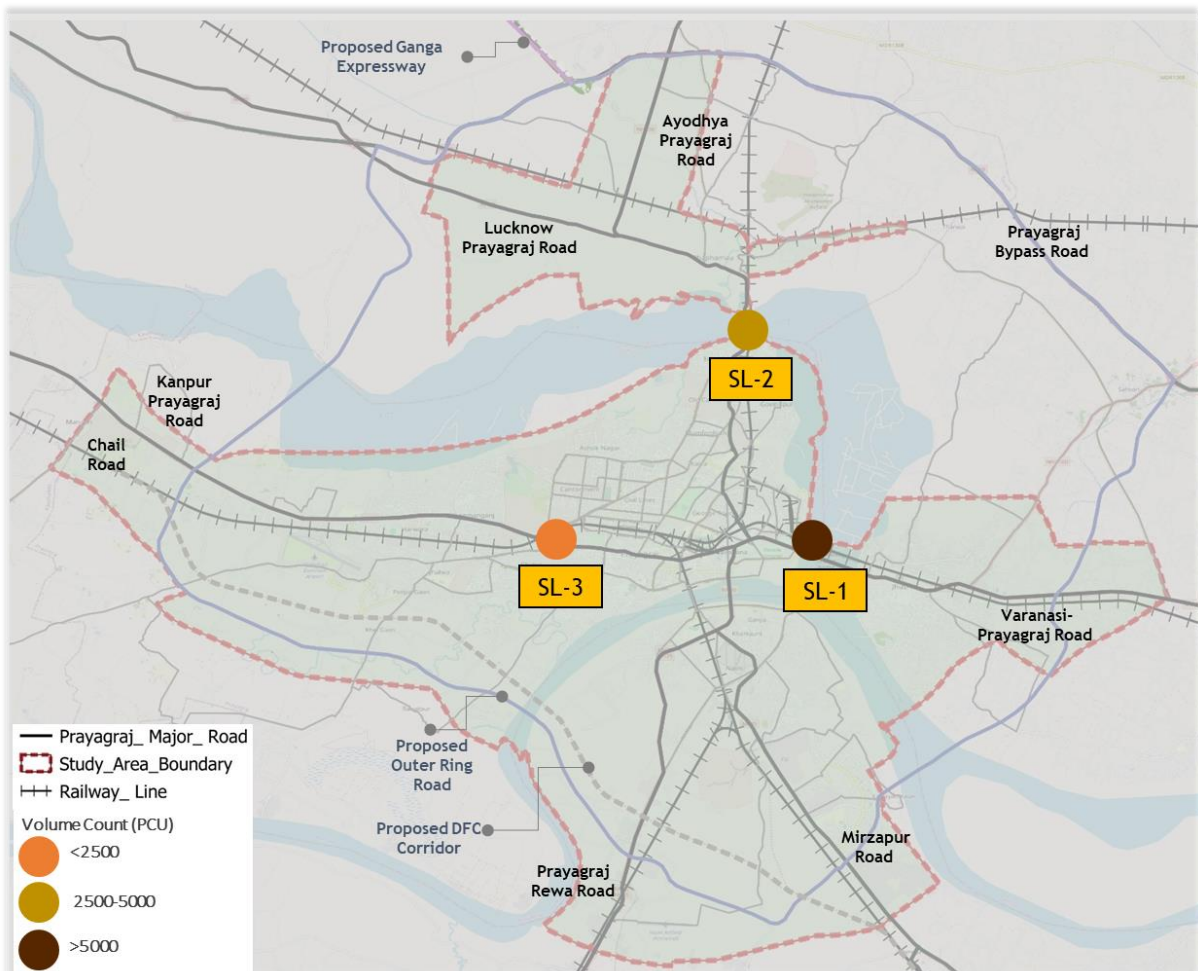 Proposed Ganga
Expressway
Ayodhya
Prayagraj
Road
Lucknow
Prayagraj Road
Prayagraj
Bypass Road
SL-2
Kanpur
Prayagraj
Road
Chail
Road
SL-3
SL-1
Varanasi-
Prayagraj Road
Proposed
Outer Ring
Road
Proposed DFC
Corridor
Prayagraj
Rewa Road
Mirzapur
Road
Prayagraj_ Major_ Road
Study_Area_Boundary
Railway_ Line
Volume Count (PCU)
<2500
2500-5000
>5000